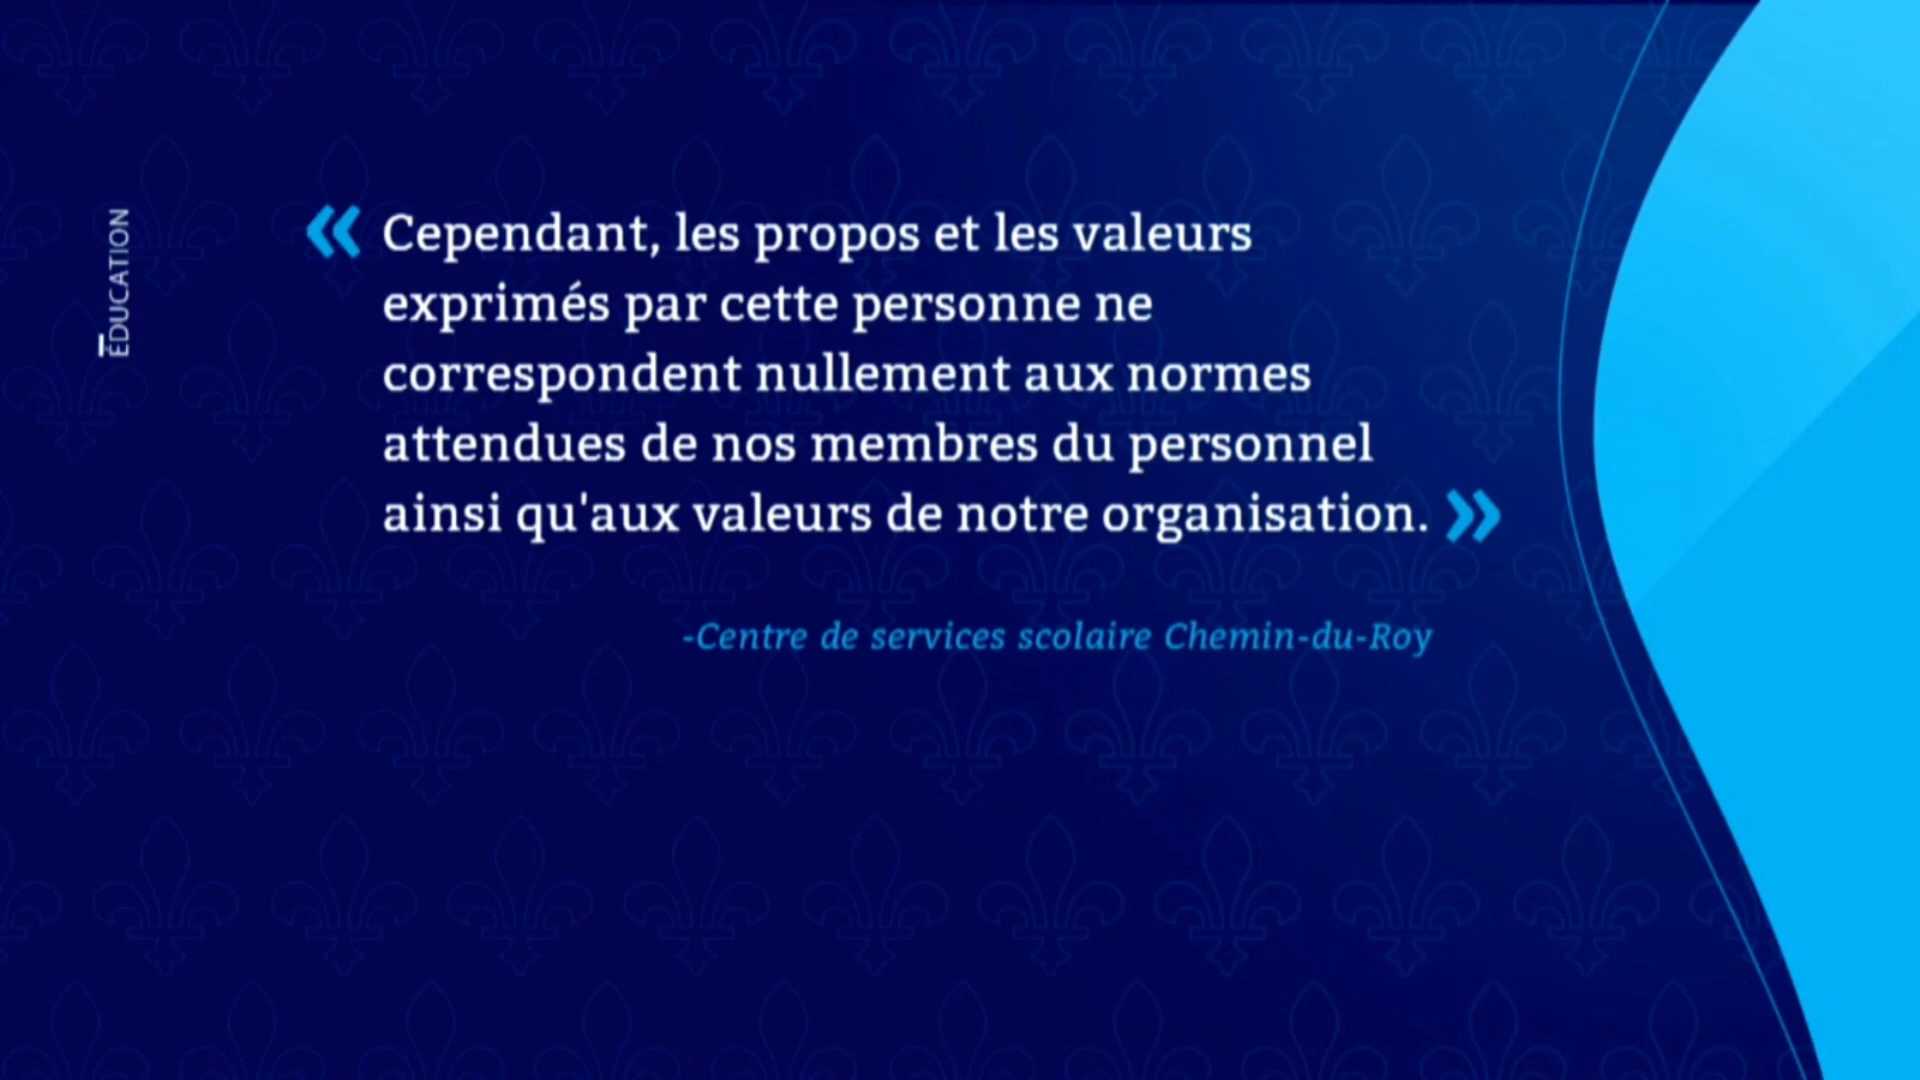 ÉDUCATION
« Cependant, les propos et les valeurs
exprimés par cette personne ne
correspondent nullement aux normes
attendues de nos membres du personnel
ainsi qu'aux valeurs de notre organisation. »
-Centre de services scolaire Chemin-du-Roy